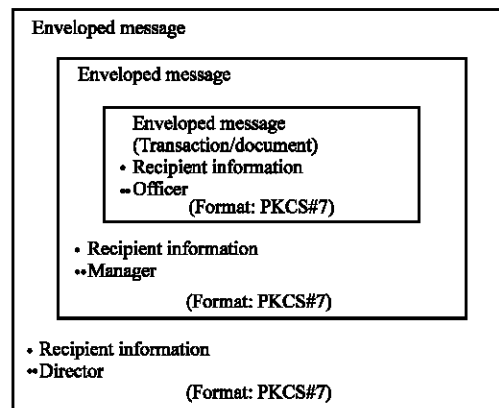 Enveloped message
Enveloped message
Enveloped message
(Transaction/document)
• Recipient information
•• Officer
(Format: PKCS#7)
• Recipient information
•• Manager
(Format: PKCS#7)
• Recipient information
•• Director
(Format: PKCS#7)